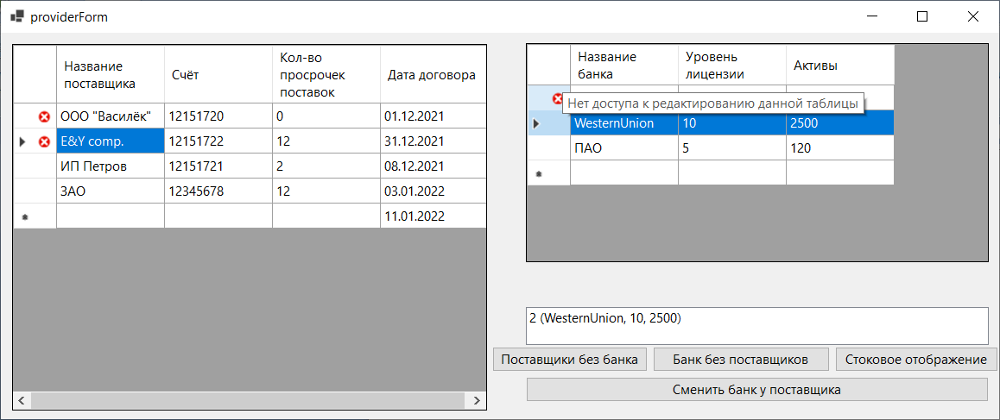 providerForm
Название поставщика Счёт Кол-во просрочек поставок Дата договора
ООО "Василёк" 12151720 0 01.12.2021
E&Y comp. 12151722 12 31.12.2021
ИП Петров 12151721 2 08.12.2021
ЗАО 12345678 12 03.01.2022
11.01.2022
Название банка Уровень лицензии Активы
Нет доступа к редактированию данной таблицы
WesternUnion 10 2500
ПАО 5 120
2 (WesternUnion, 10, 2500)
Поставщики без банка Банк без поставщиков Стоковое отображение
Сменить банк у поставщика